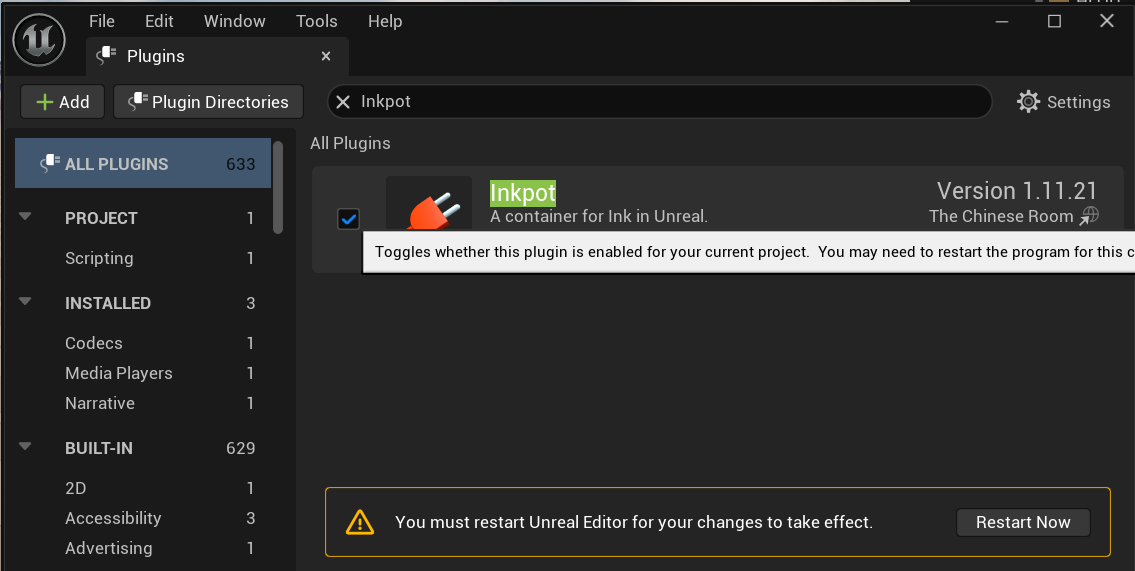 File Edit Window Tools Help
Plugins
Add Plugin Directories Inkpot Settings
ALL PLUGINS 633
PROJECT 1
Scripting 1
INSTALLED 3
Codecs 1
Media Players 1
Narrative 1
BUILT-IN 629
2D 1
Accessibility 3
Advertising 1
All Plugins
Inkpot
A container for Ink in Unreal.
Version 1.11.21
The Chinese Room
Toggles whether this plugin is enabled for your current project. You may need to restart the program for this c
You must restart Unreal Editor for your changes to take effect.
Restart Now